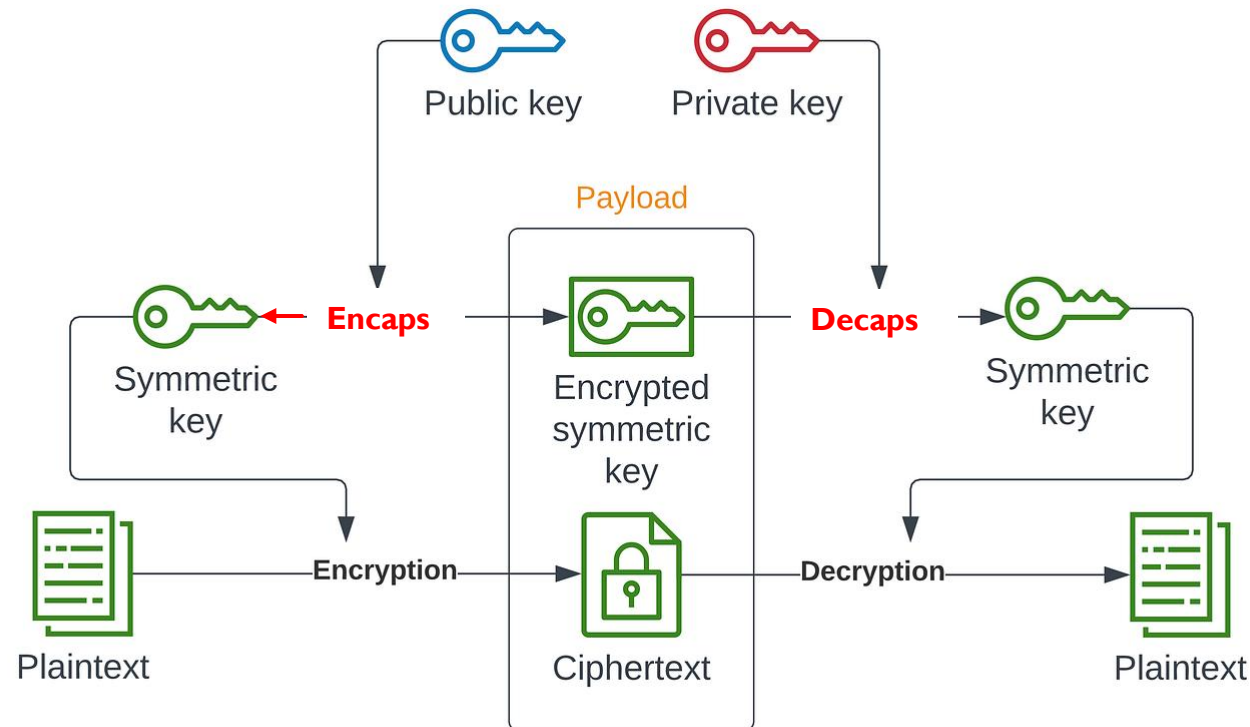 Public key
Private key
Payload
Encaps
Decaps
Symmetric
key
Encrypted
symmetric
key
Symmetric
key
Encryption
Decryption
Plaintext
Ciphertext
Plaintext